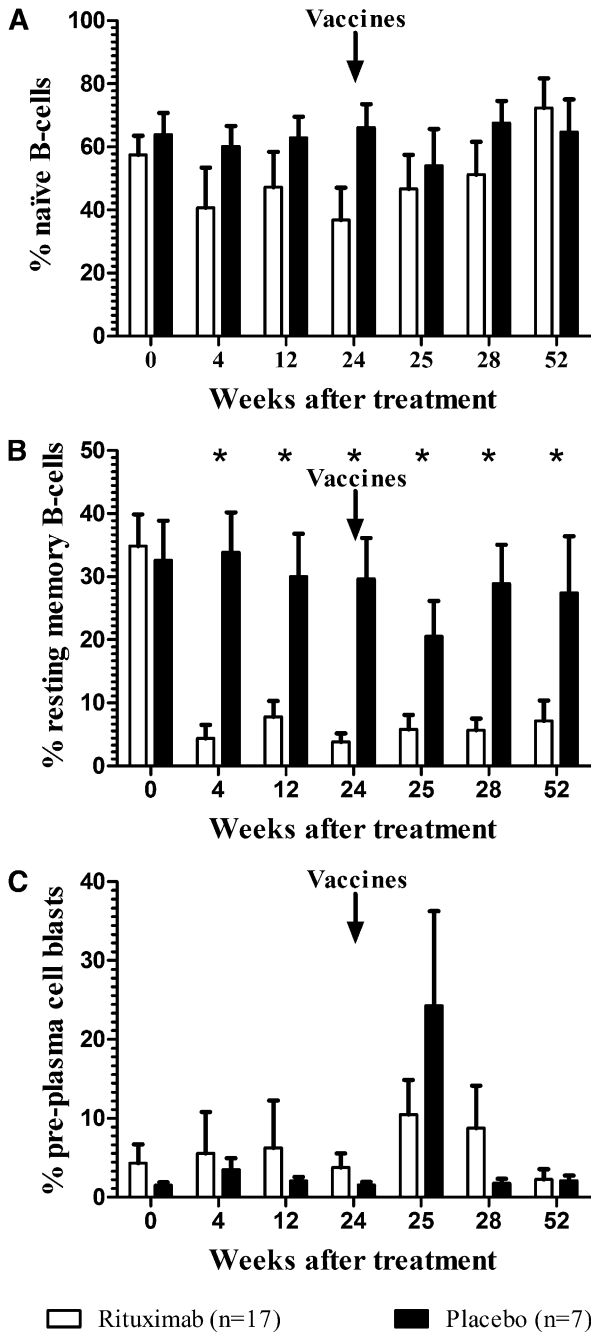 A
Vaccines
% naïve B-cells
100
80
60
40
20
0
0 4 12 24 25 28 52
Weeks after treatment
B
% resting memory B-cells
50
40
30
20
10
0
* * * * * *
Vaccines
0 4 12 24 25 28 52
Weeks after treatment
C
% pre-plasma cell blasts
40
30
20
10
0
Vaccines
0 4 12 24 25 28 52
Weeks after treatment
Rituximab (n=17) Placebo (n=7)